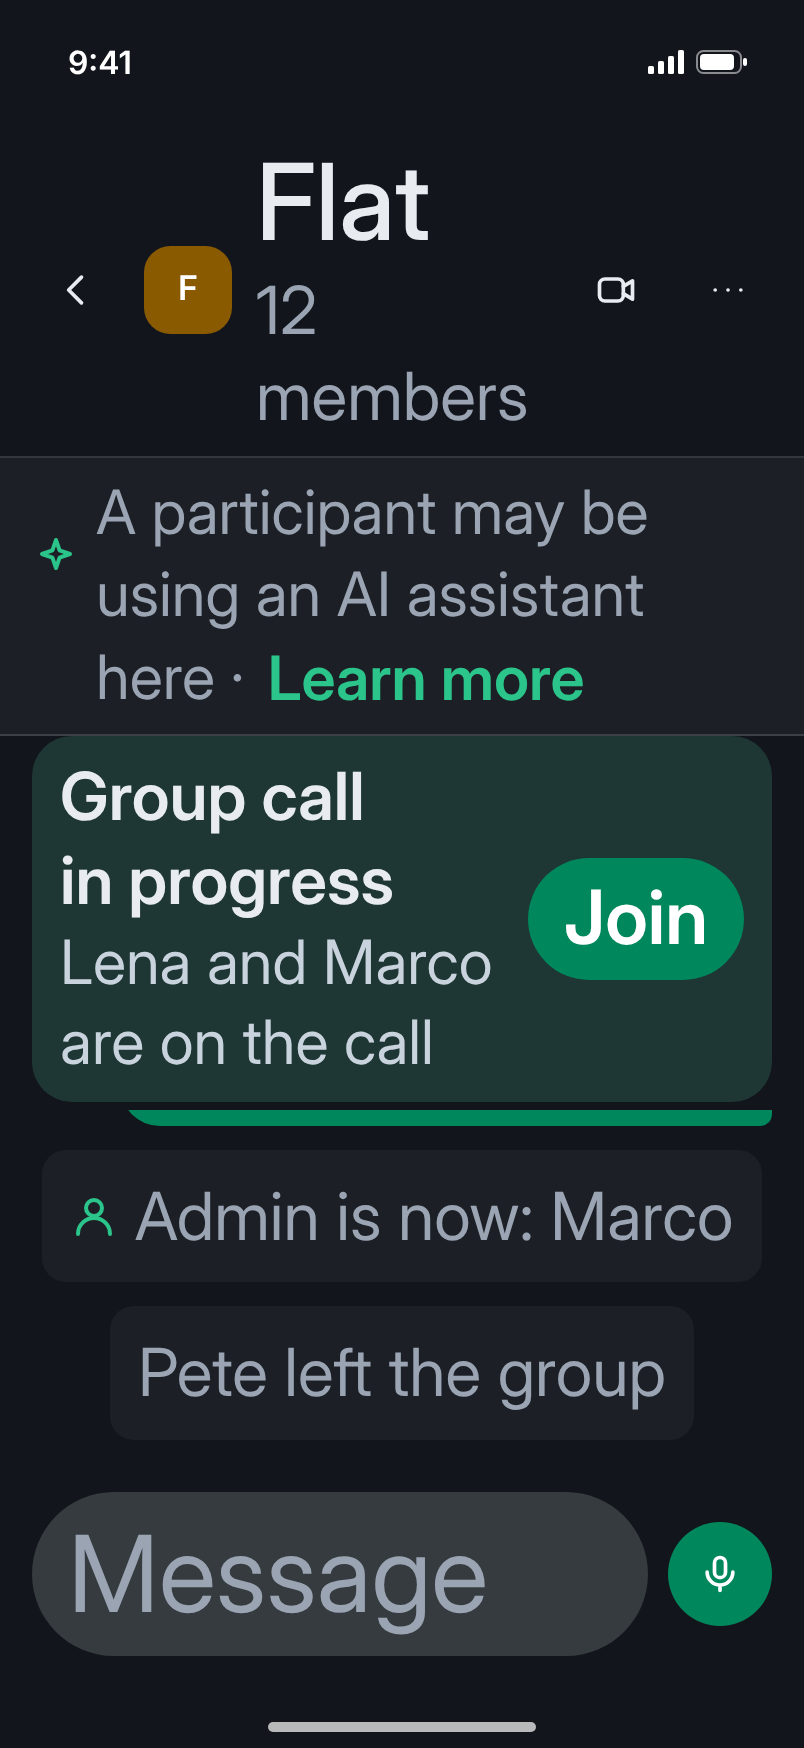 9:41
Flat
F
12
members
A participant may be
using an AI assistant
here · Learn more
Group call
in progress
Lena and Marco
are on the call
Join
Admin is now: Marco
Pete left the group
Message